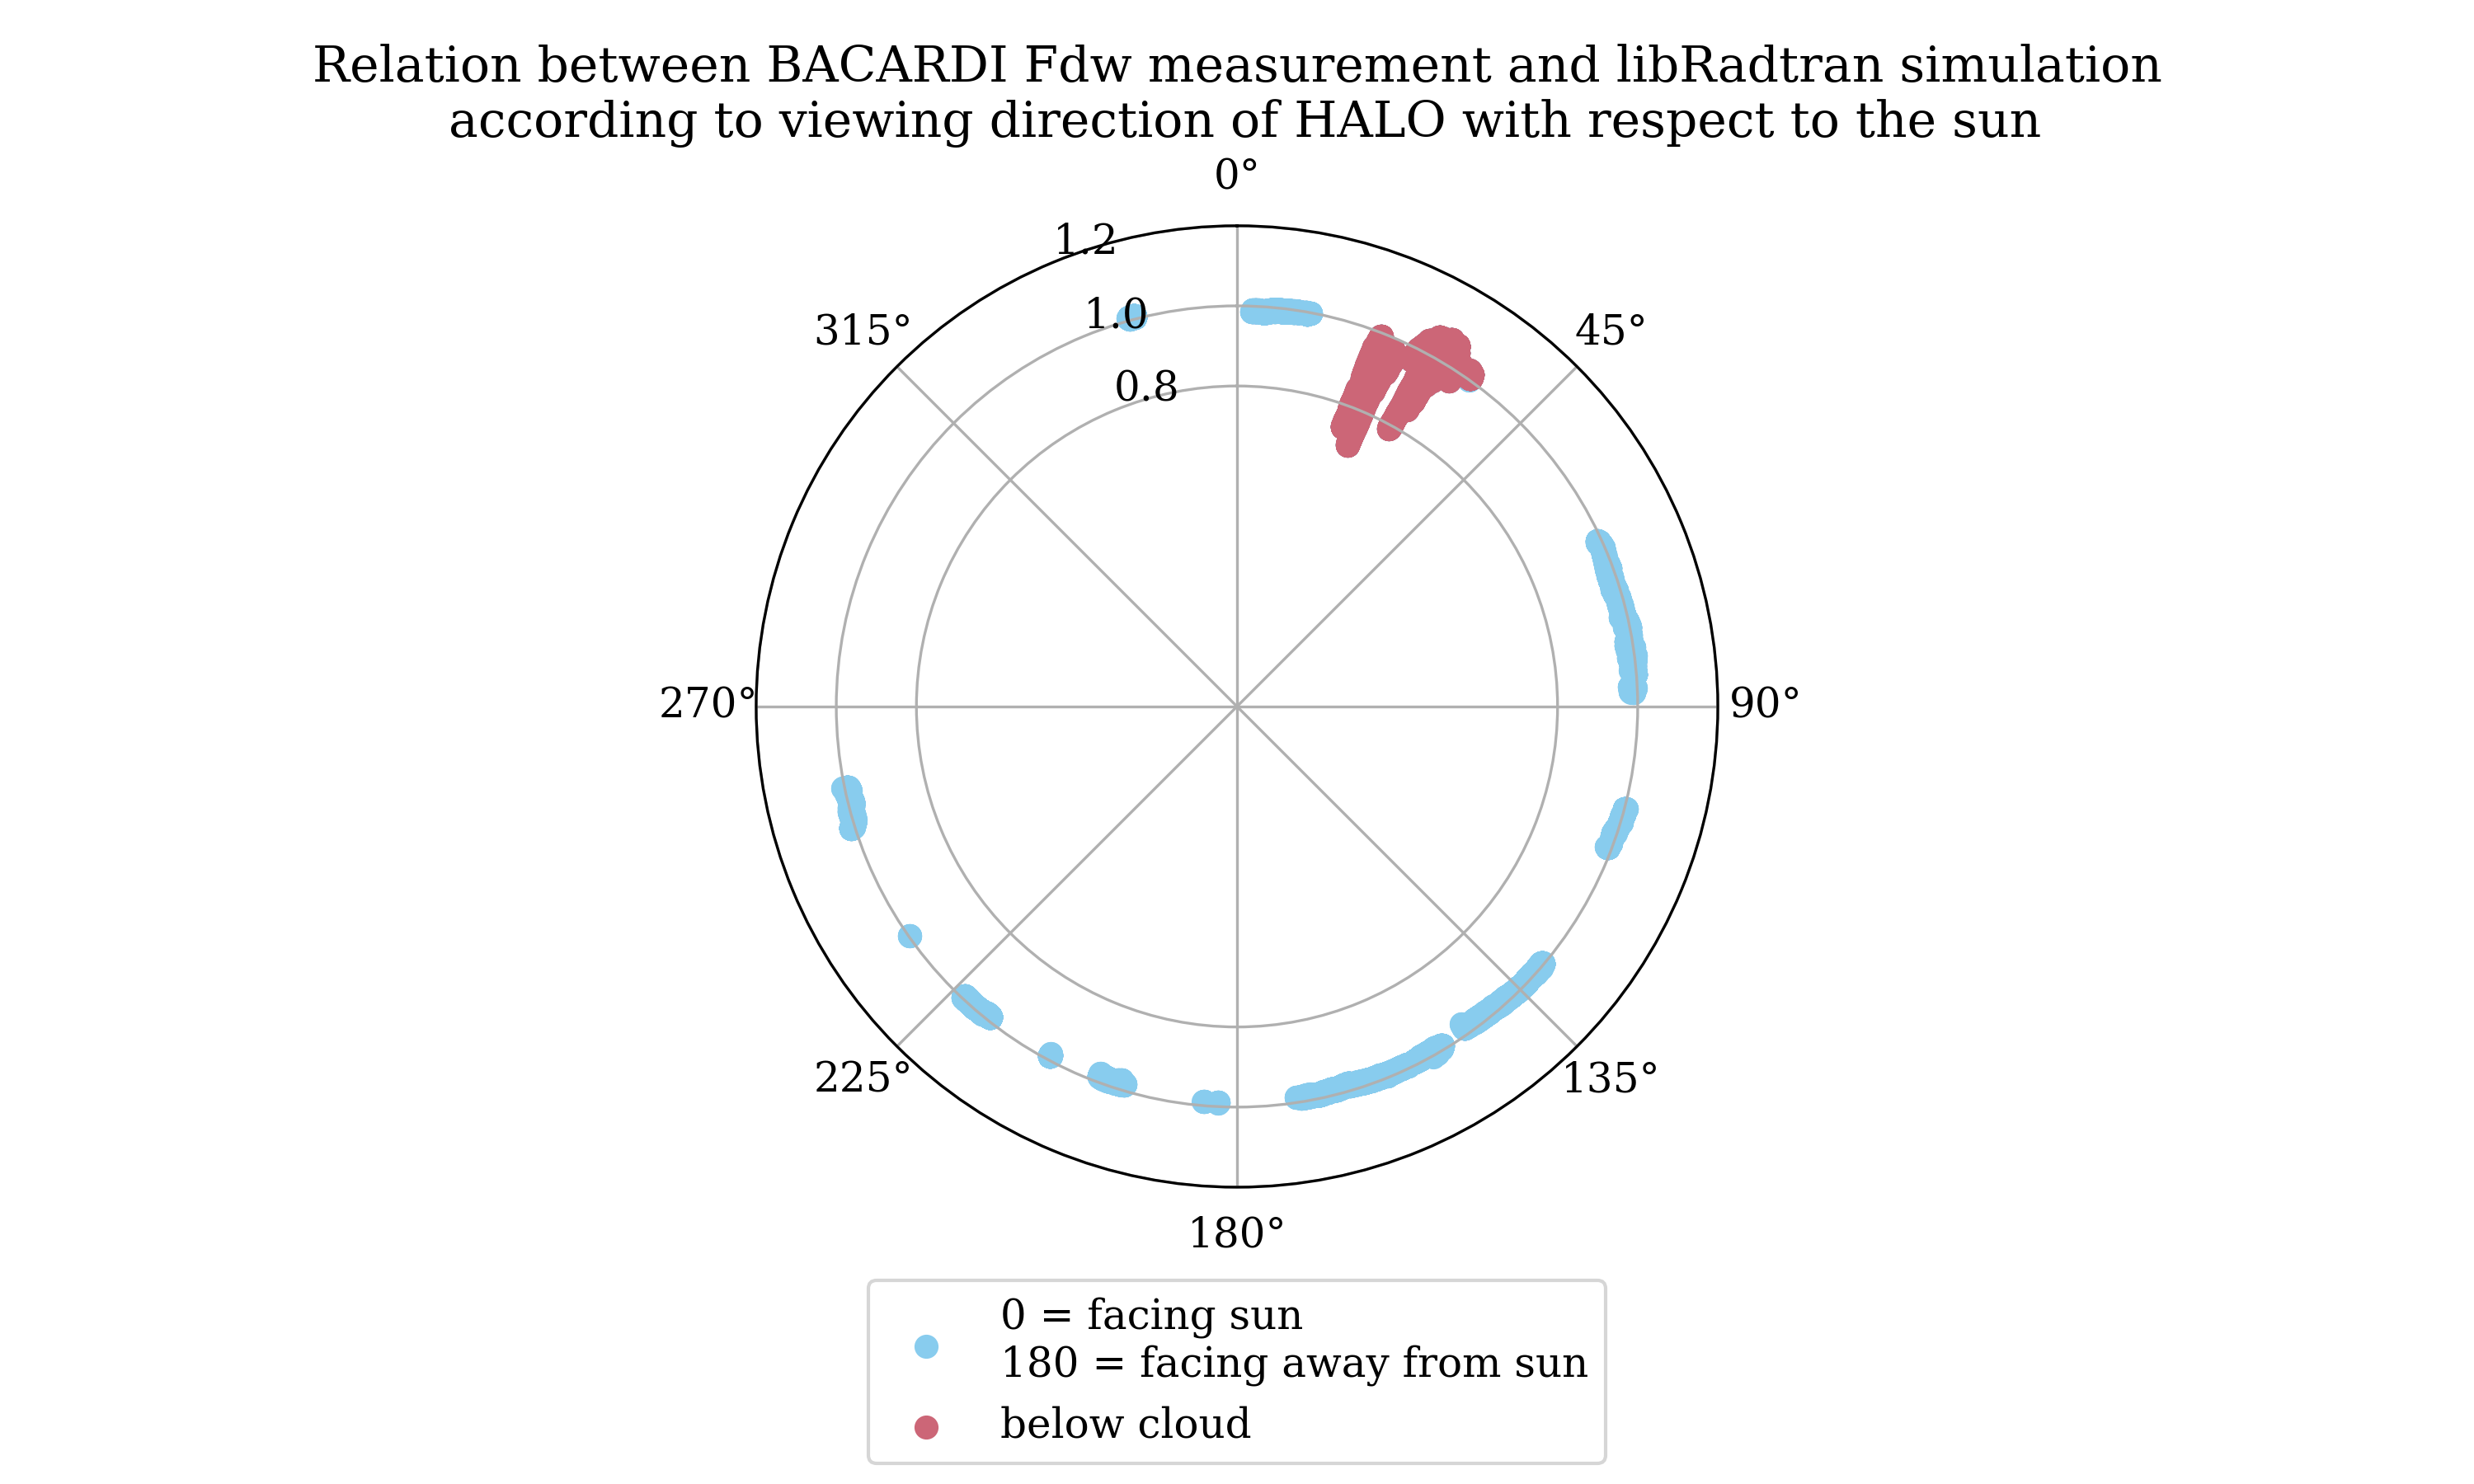 Relation between BACARDI Fdw measurement and libRadtran simulation
according to viewing direction of HALO with respect to the sun
0°
1.2
1.0
0.8
315°
45°
270°
90°
225°
135°
180°
0 = facing sun
180 = facing away from sun
below cloud